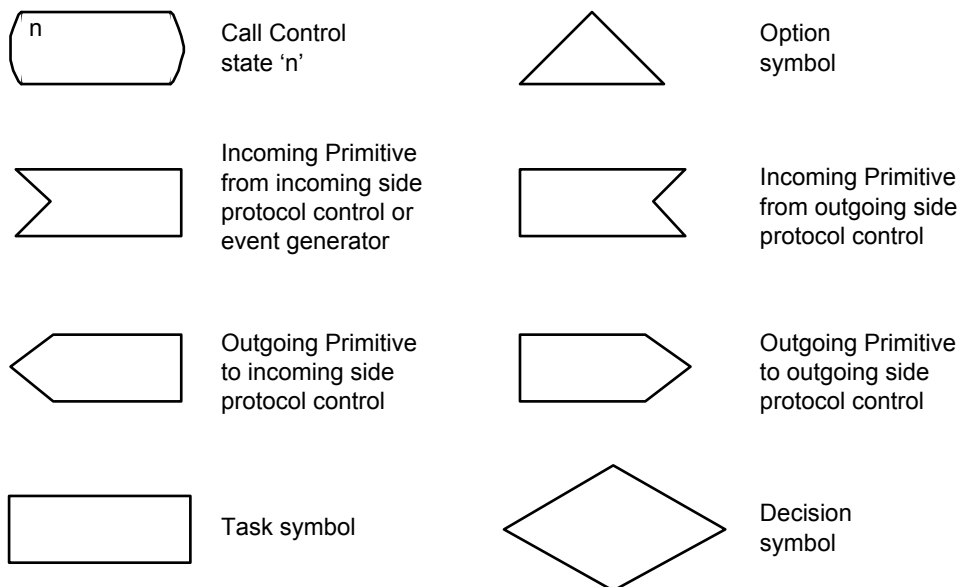 n
Call Control
state ‘n’
Option
symbol
Incoming Primitive
from incoming side
protocol control or
event generator
Incoming Primitive
from outgoing side
protocol control
Outgoing Primitive
to incoming side
protocol control
Outgoing Primitive
to outgoing side
protocol control
Task symbol
Decision
symbol